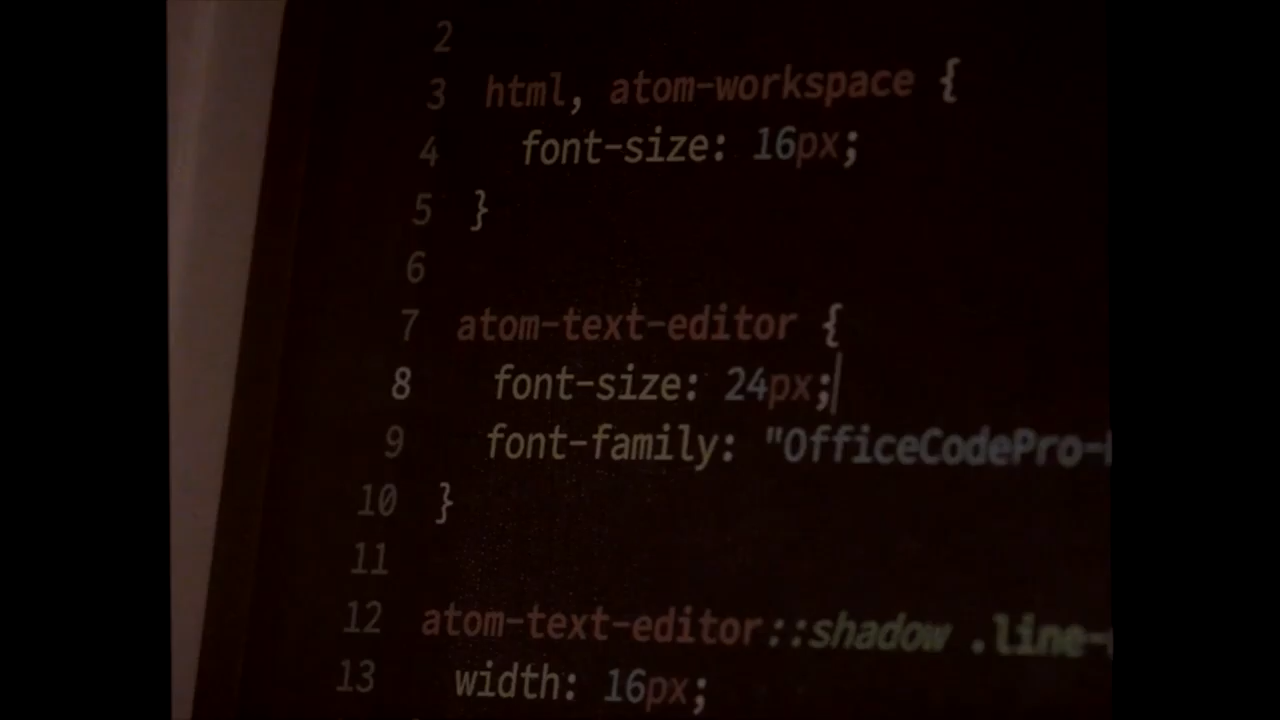 2
3 html, atom-workspace {
4 font-size: 16px;
5 }
6
7 atom-text-editor {
8 font-size: 24px;
9 font-family: "OfficeCodePro-
10 }
11
12 atom-text-editor::shadow .line-
13 width: 16px;